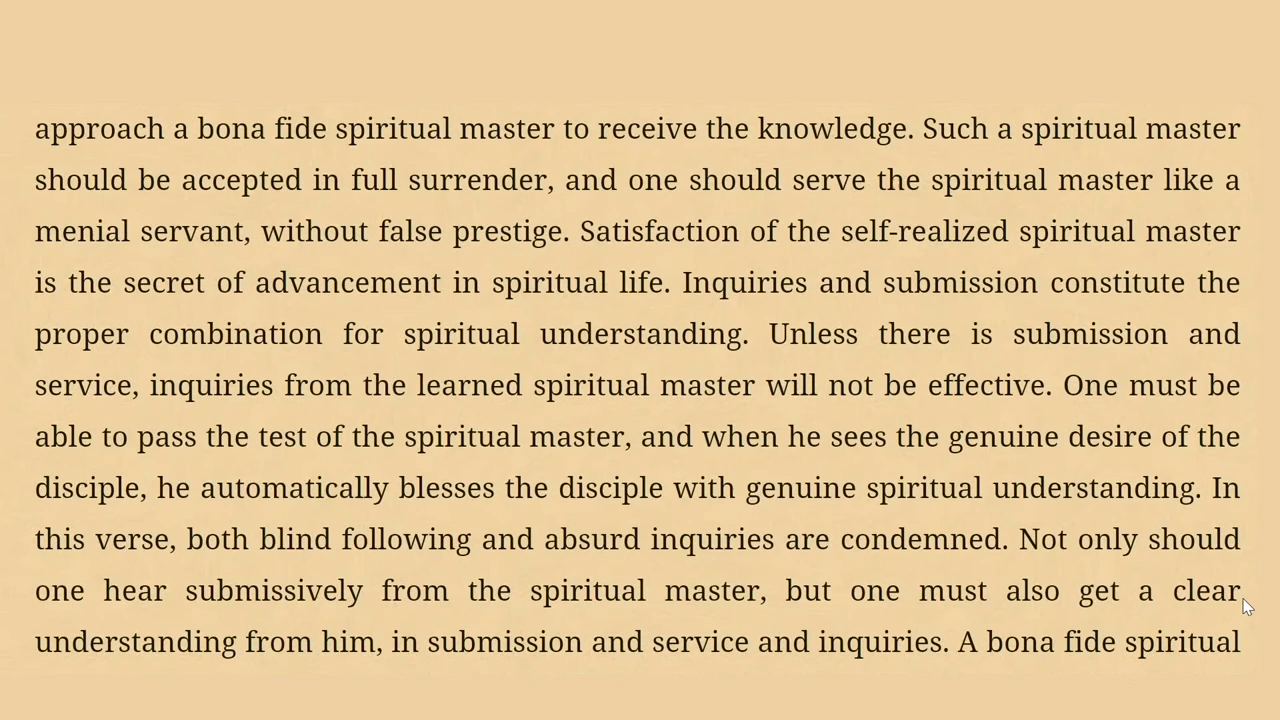 approach a bona fide spiritual master to receive the knowledge. Such a spiritual master
should be accepted in full surrender, and one should serve the spiritual master like a
menial servant, without false prestige. Satisfaction of the self-realized spiritual master
is the secret of advancement in spiritual life. Inquiries and submission constitute the
proper combination for spiritual understanding. Unless there is submission and
service, inquiries from the learned spiritual master will not be effective. One must be
able to pass the test of the spiritual master, and when he sees the genuine desire of the
disciple, he automatically blesses the disciple with genuine spiritual understanding. In
this verse, both blind following and absurd inquiries are condemned. Not only should
one hear submissively from the spiritual master, but one must also get a clear
understanding from him, in submission and service and inquiries. A bona fide spiritual